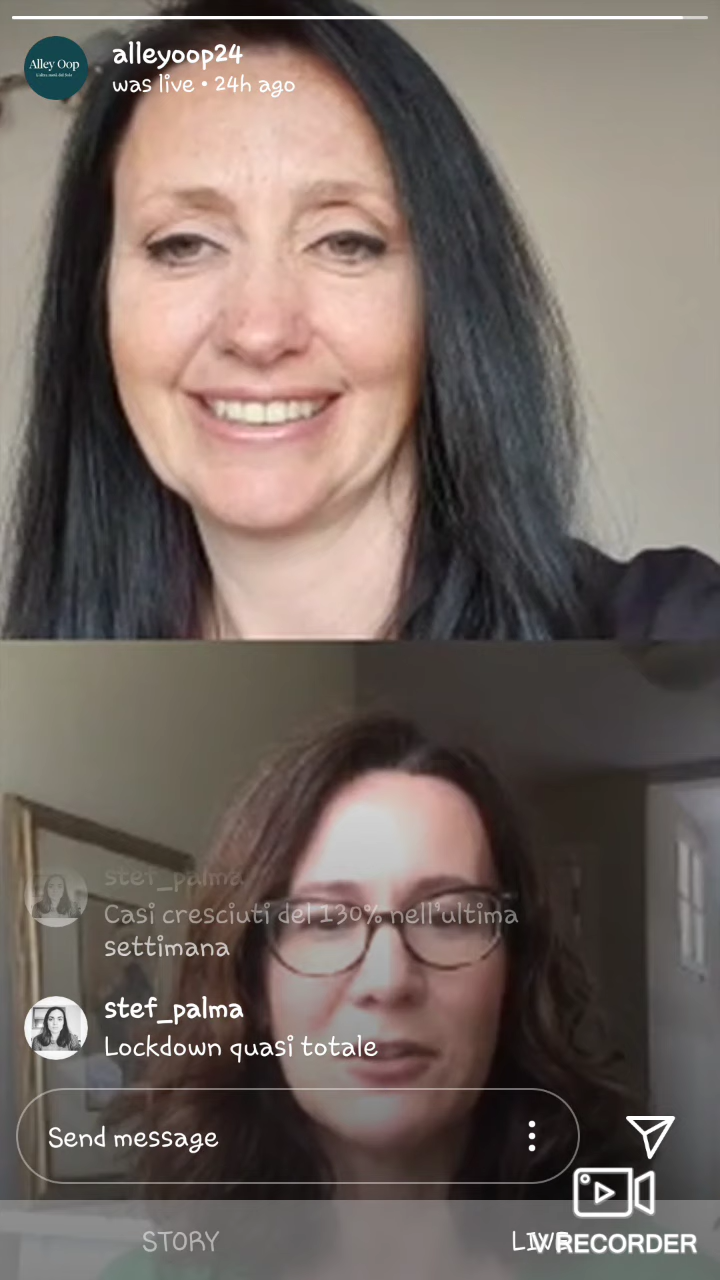 alleyoop24
Alley Oop
was live • 24h ago
stef_palma
Casi cresciuti del 130% nell'ultima
settimana
stef_palma
Lockdown quasi totale
Send message
STORY
LIVE
V RECORDER